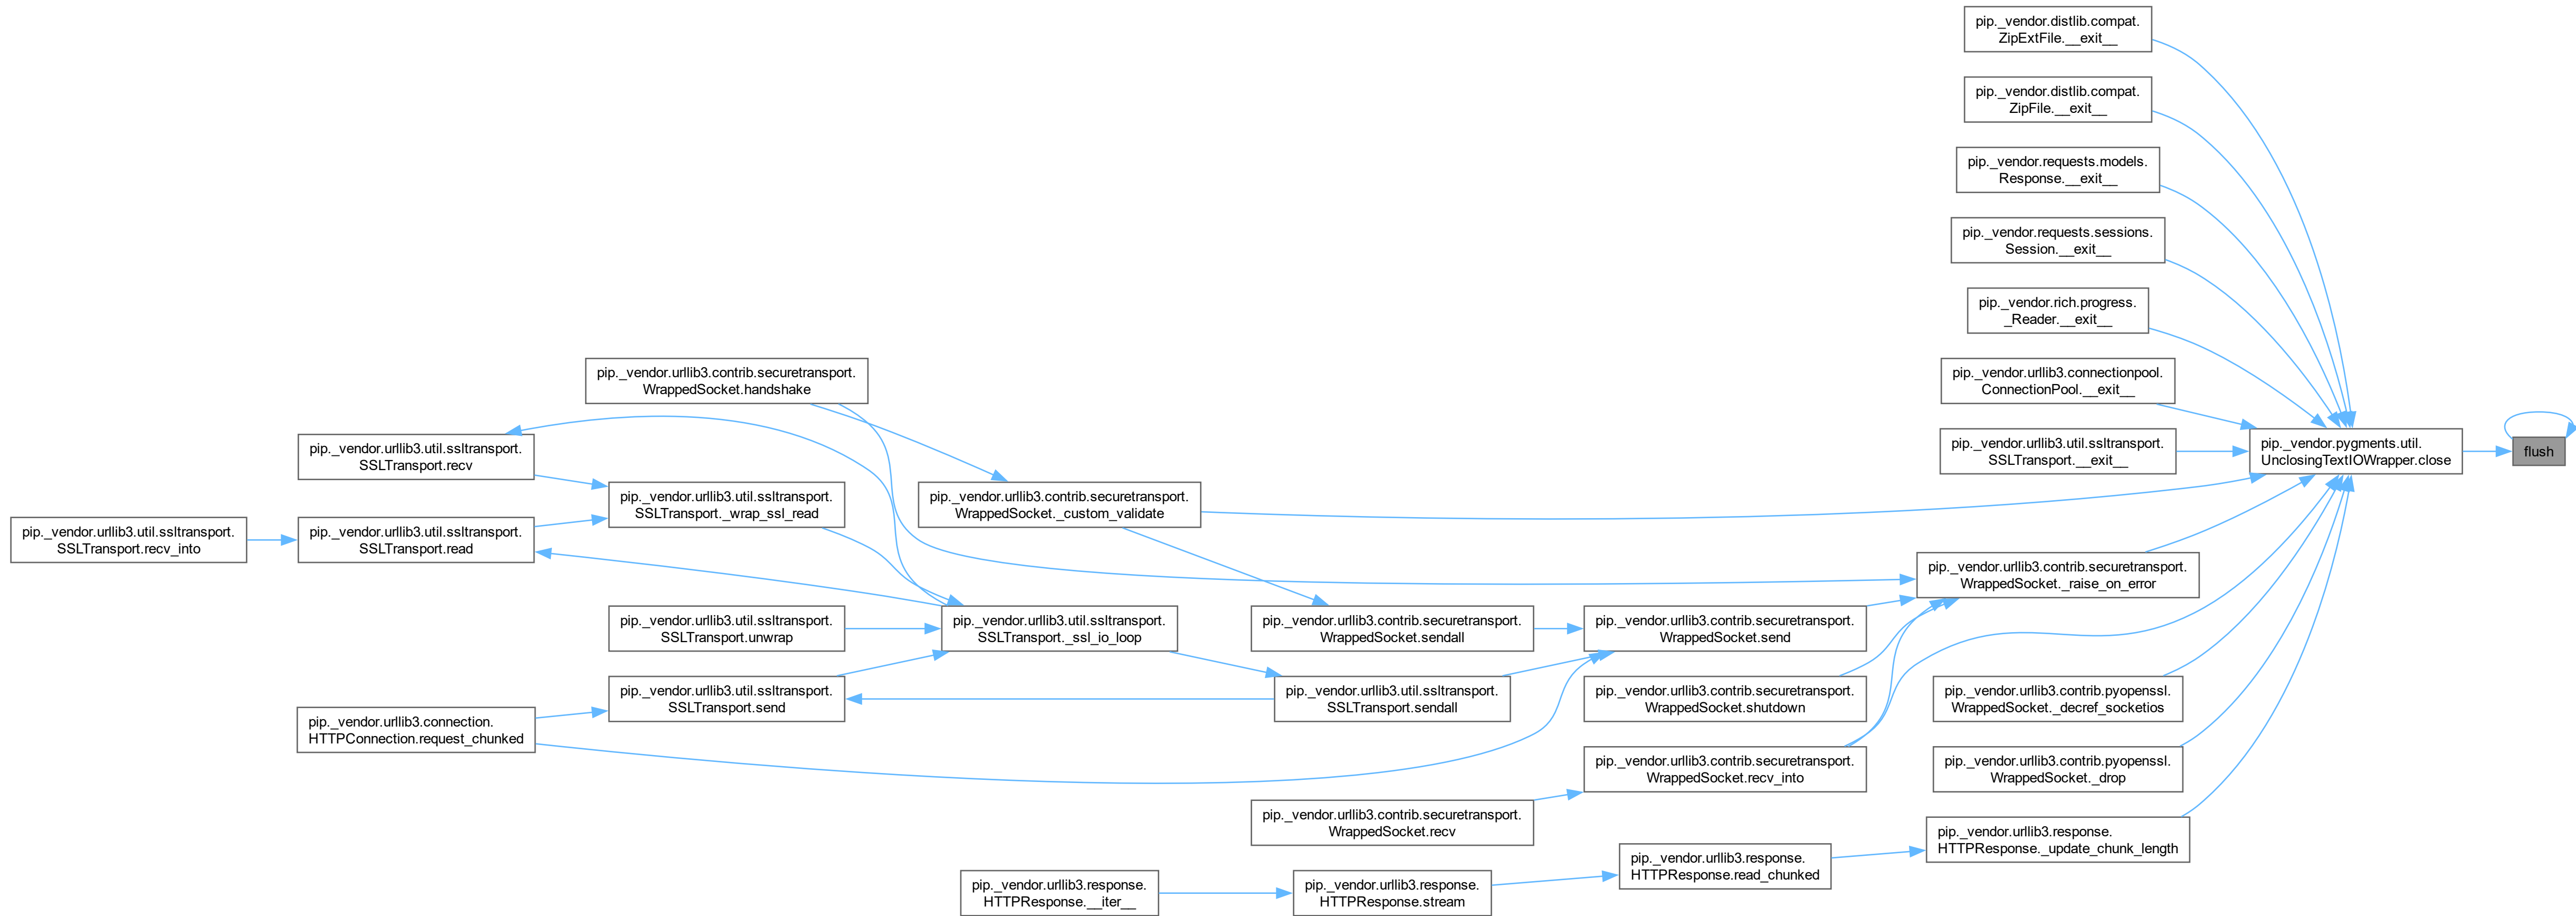 pip._vendor.distlib.compat.
ZipExtFile.__exit__
pip._vendor.distlib.compat.
ZipFile.__exit__
pip._vendor.requests.models.
Response.__exit__
pip._vendor.requests.sessions.
Session.__exit__
pip._vendor.rich.progress.
_Reader.__exit__
pip._vendor.urllib3.contrib.securetransport.
WrappedSocket.handshake
pip._vendor.urllib3.connectionpool.
ConnectionPool.__exit__
pip._vendor.urllib3.util.ssltransport.
SSLTransport.recv
pip._vendor.urllib3.util.ssltransport.
SSLTransport.__exit__
pip._vendor.pygments.util.
UnclosingTextIOWrapper.close
flush
pip._vendor.urllib3.util.ssltransport.
SSLTransport._wrap_ssl_read
pip._vendor.urllib3.contrib.securetransport.
WrappedSocket._custom_validate
pip._vendor.urllib3.util.ssltransport.
SSLTransport.recv_into
pip._vendor.urllib3.util.ssltransport.
SSLTransport.read
pip._vendor.urllib3.contrib.securetransport.
WrappedSocket._raise_on_error
pip._vendor.urllib3.util.ssltransport.
SSLTransport.unwrap
pip._vendor.urllib3.util.ssltransport.
SSLTransport._ssl_io_loop
pip._vendor.urllib3.contrib.securetransport.
WrappedSocket.sendall
pip._vendor.urllib3.contrib.securetransport.
WrappedSocket.send
pip._vendor.urllib3.util.ssltransport.
SSLTransport.send
pip._vendor.urllib3.util.ssltransport.
SSLTransport.sendall
pip._vendor.urllib3.contrib.securetransport.
WrappedSocket.shutdown
pip._vendor.urllib3.contrib.pyopenssl.
WrappedSocket._decref_socketios
pip._vendor.urllib3.connection.
HTTPConnection.request_chunked
pip._vendor.urllib3.contrib.securetransport.
WrappedSocket.recv_into
pip._vendor.urllib3.contrib.pyopenssl.
WrappedSocket._drop
pip._vendor.urllib3.contrib.securetransport.
WrappedSocket.recv
pip._vendor.urllib3.response.
HTTPResponse._update_chunk_length
pip._vendor.urllib3.response.
HTTPResponse.read_chunked
pip._vendor.urllib3.response.
HTTPResponse.__iter__
pip._vendor.urllib3.response.
HTTPResponse.stream